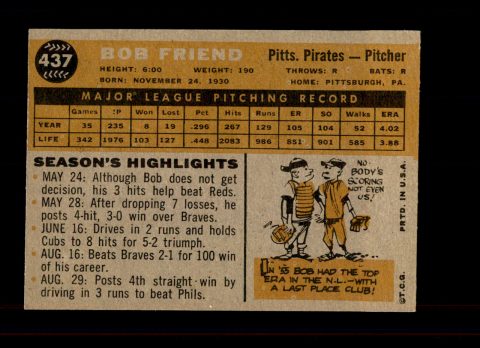 437
BOB FRIEND
Pitts. Pirates — Pitcher
HEIGHT: 6:00 WEIGHT: 190 THROWS: R BATS: R
BORN: NOVEMBER 24, 1930 HOME: PITTSBURGH, PA.
MAJOR LEAGUE PITCHING RECORD
Games IP Won Lost Pct. Hits Runs ER SO Walks ERA
YEAR 35 235 8 19 .296 267 129 105 104 52 4.02
LIFE 342 1976 103 127 .448 2083 986 851 901 585 3.88
SEASON'S HIGHLIGHTS
• MAY 24: Although Bob does not get
decision, his 3 hits help beat Reds.
• MAY 28: After dropping 7 losses, he
posts 4-hit, 3-0 win over Braves.
• JUNE 16: Drives in 2 runs and holds
Cubs to 8 hits for 5-2 triumph.
• AUG. 16: Beats Braves 2-1 for 100 win
of his career.
• AUG. 29: Posts 4th straight win by
driving in 3 runs to beat Phils.
NO-
BODY'S
SCORING
NOT EVEN
US!
IN '55 BOB HAD THE TOP
ERA IN THE N.L.—WITH
A LAST PLACE CLUB!
©T.C.G. PRTD. IN U.S.A.